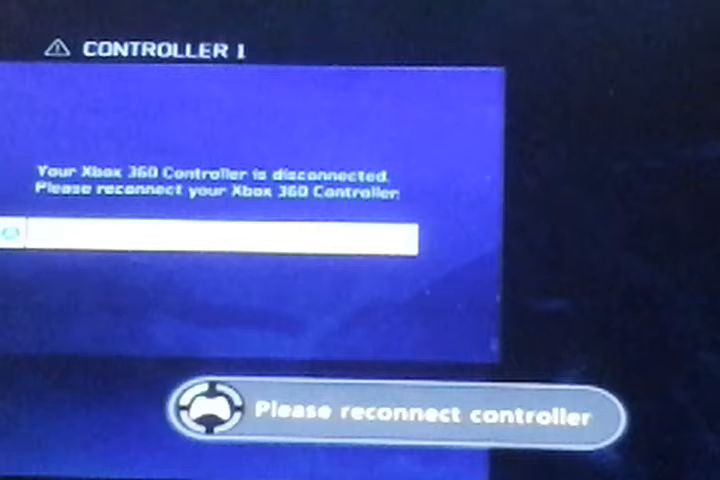 CONTROLLER 1
Your Xbox 360 Controller is disconnected.
Please reconnect your Xbox 360 Controller.
Please reconnect controller